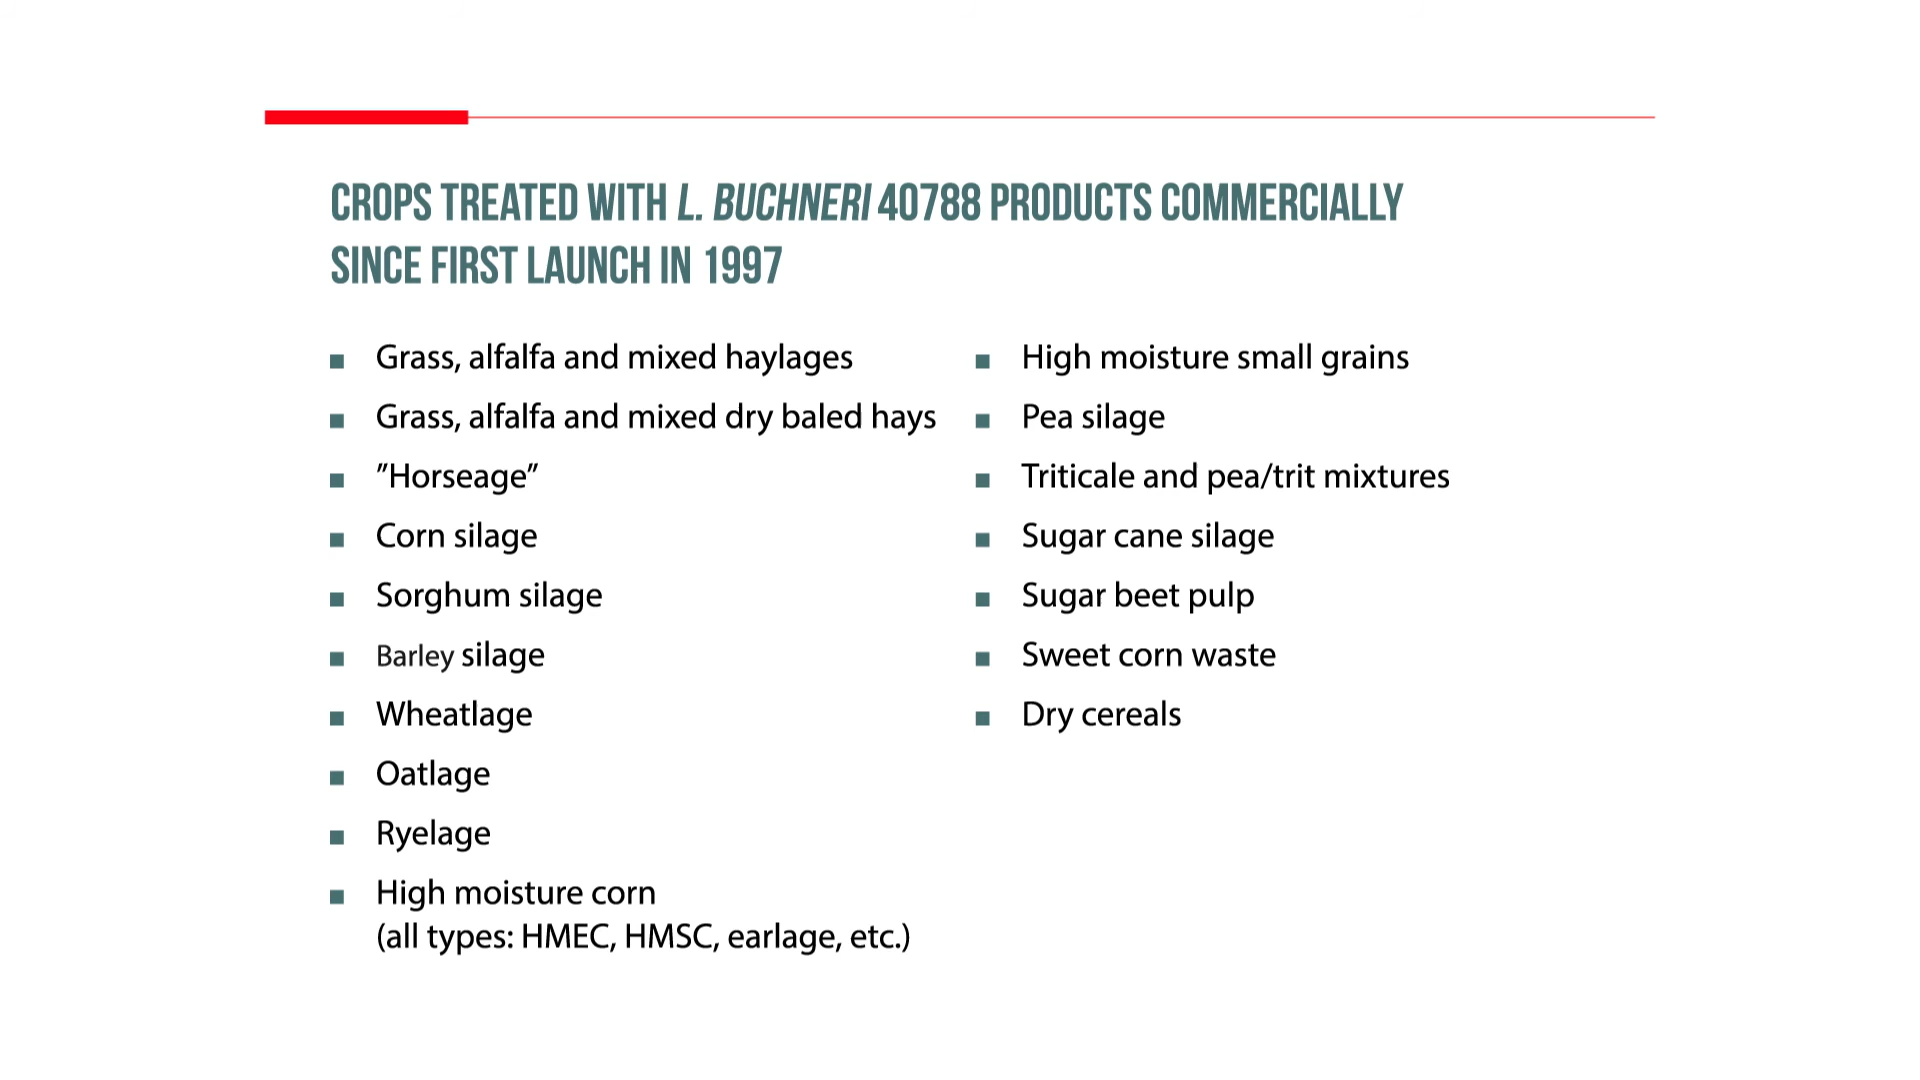 CROPS TREATED WITH L. BUCHNERI 40788 PRODUCTS COMMERCIALLY
SINCE FIRST LAUNCH IN 1997
Grass, alfalfa and mixed haylages
Grass, alfalfa and mixed dry baled hays
”Horseage”
Corn silage
Sorghum silage
Barley silage
Wheatlage
Oatlage
Ryelage
High moisture corn
(all types: HMEC, HMSC, earlage, etc.)
High moisture small grains
Pea silage
Triticale and pea/trit mixtures
Sugar cane silage
Sugar beet pulp
Sweet corn waste
Dry cereals